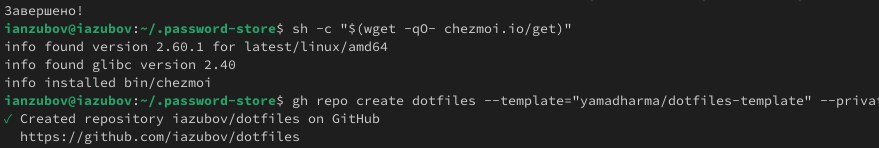 Завершено!
ianzubov@iazubov:~/.password-store$ sh -c "$(wget -qO- chezmoi.io/get)"
info found version 2.60.1 for latest/linux/amd64
info found glibc version 2.40
info installed bin/chezmoi
ianzubov@iazubov:~/.password-store$ gh repo create dotfiles --template="yamadharma/dotfiles-template" --privat
✓ Created repository iazubov/dotfiles on GitHub
https://github.com/iazubov/dotfiles